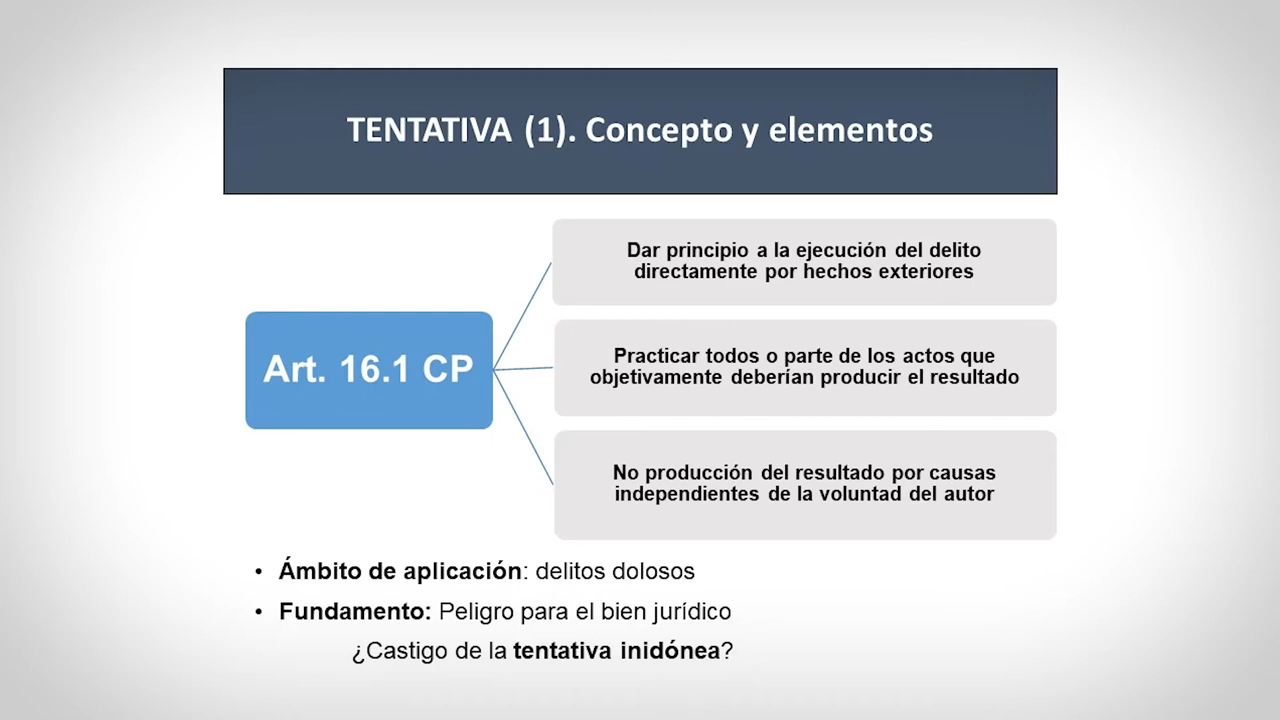 TENTATIVA (1). Concepto y elementos
Art. 16.1 CP
Dar principio a la ejecución del delito
directamente por hechos exteriores
Practicar todos o parte de los actos que
objetivamente deberían producir el resultado
No producción del resultado por causas
independientes de la voluntad del autor
• Ámbito de aplicación: delitos dolosos
• Fundamento: Peligro para el bien jurídico
¿Castigo de la tentativa inidónea?